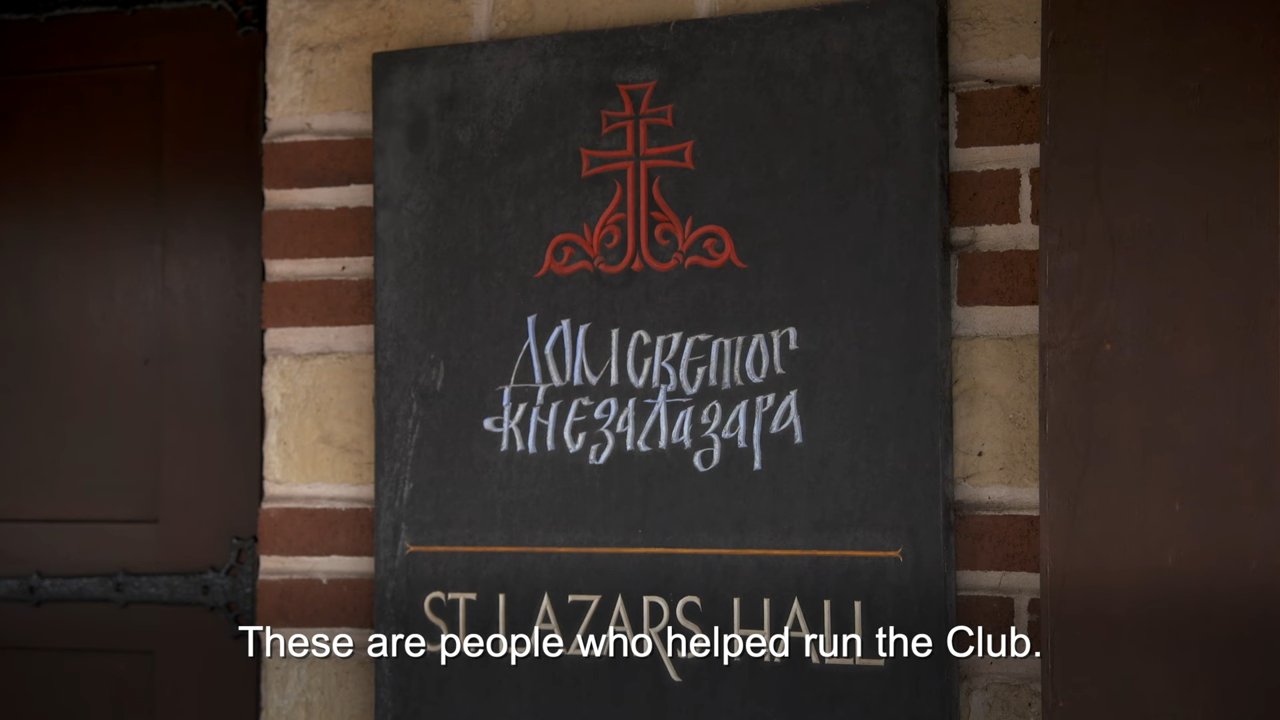 ДОМ СВЕТОГ
КНЕЗА ЛАЗАРА
ST LAZARS HALL
These are people who helped run the Club.